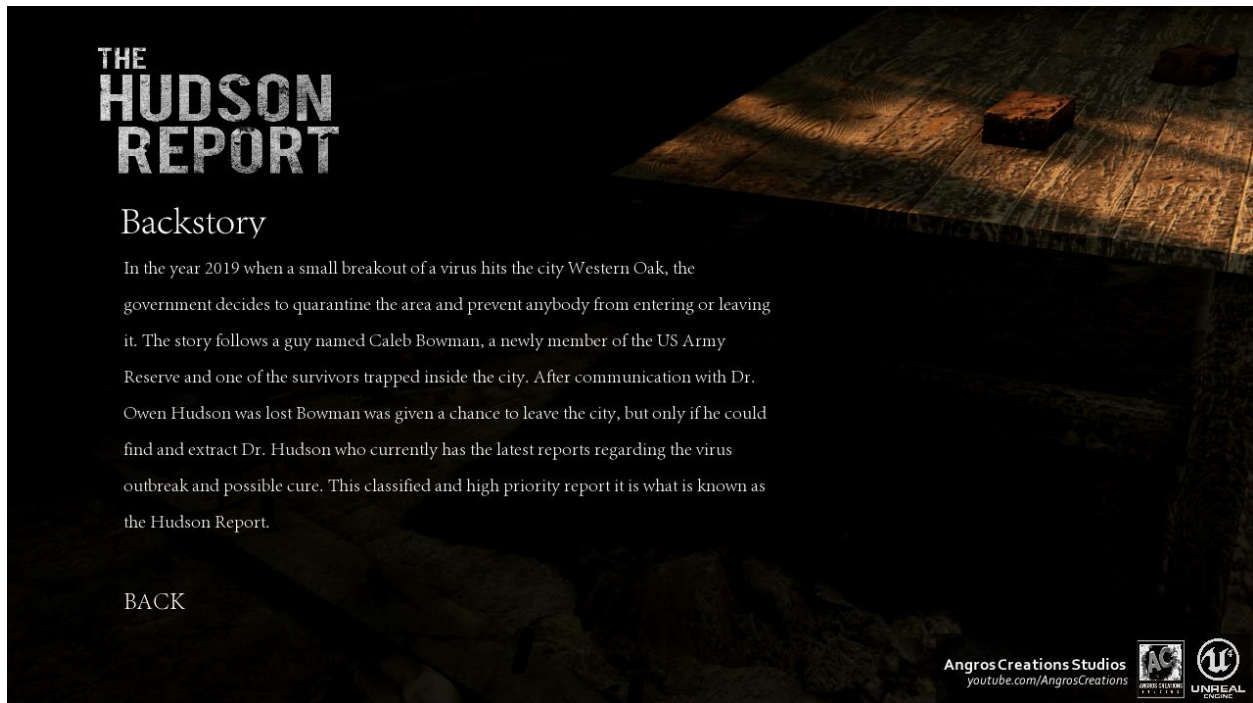 THE
HUDSON
REPORT
Backstory
In the year 2019 when a small breakout of a virus hits the city Western Oak, the
government decides to quarantine the area and prevent anybody from entering or leaving
it. The story follows a guy named Caleb Bowman, a newly member of the US Army
Reserve and one of the survivors trapped inside the city. After communication with Dr.
Owen Hudson was lost Bowman was given a chance to leave the city, but only if he could
find and extract Dr. Hudson who currently has the latest reports regarding the virus
outbreak and possible cure. This classified and high priority report it is what is known as
the Hudson Report.
BACK
Angros Creations Studios
youtube.com/AngrosCreations
AC
ANGROS CREATIONS
UNREAL
ENGINE